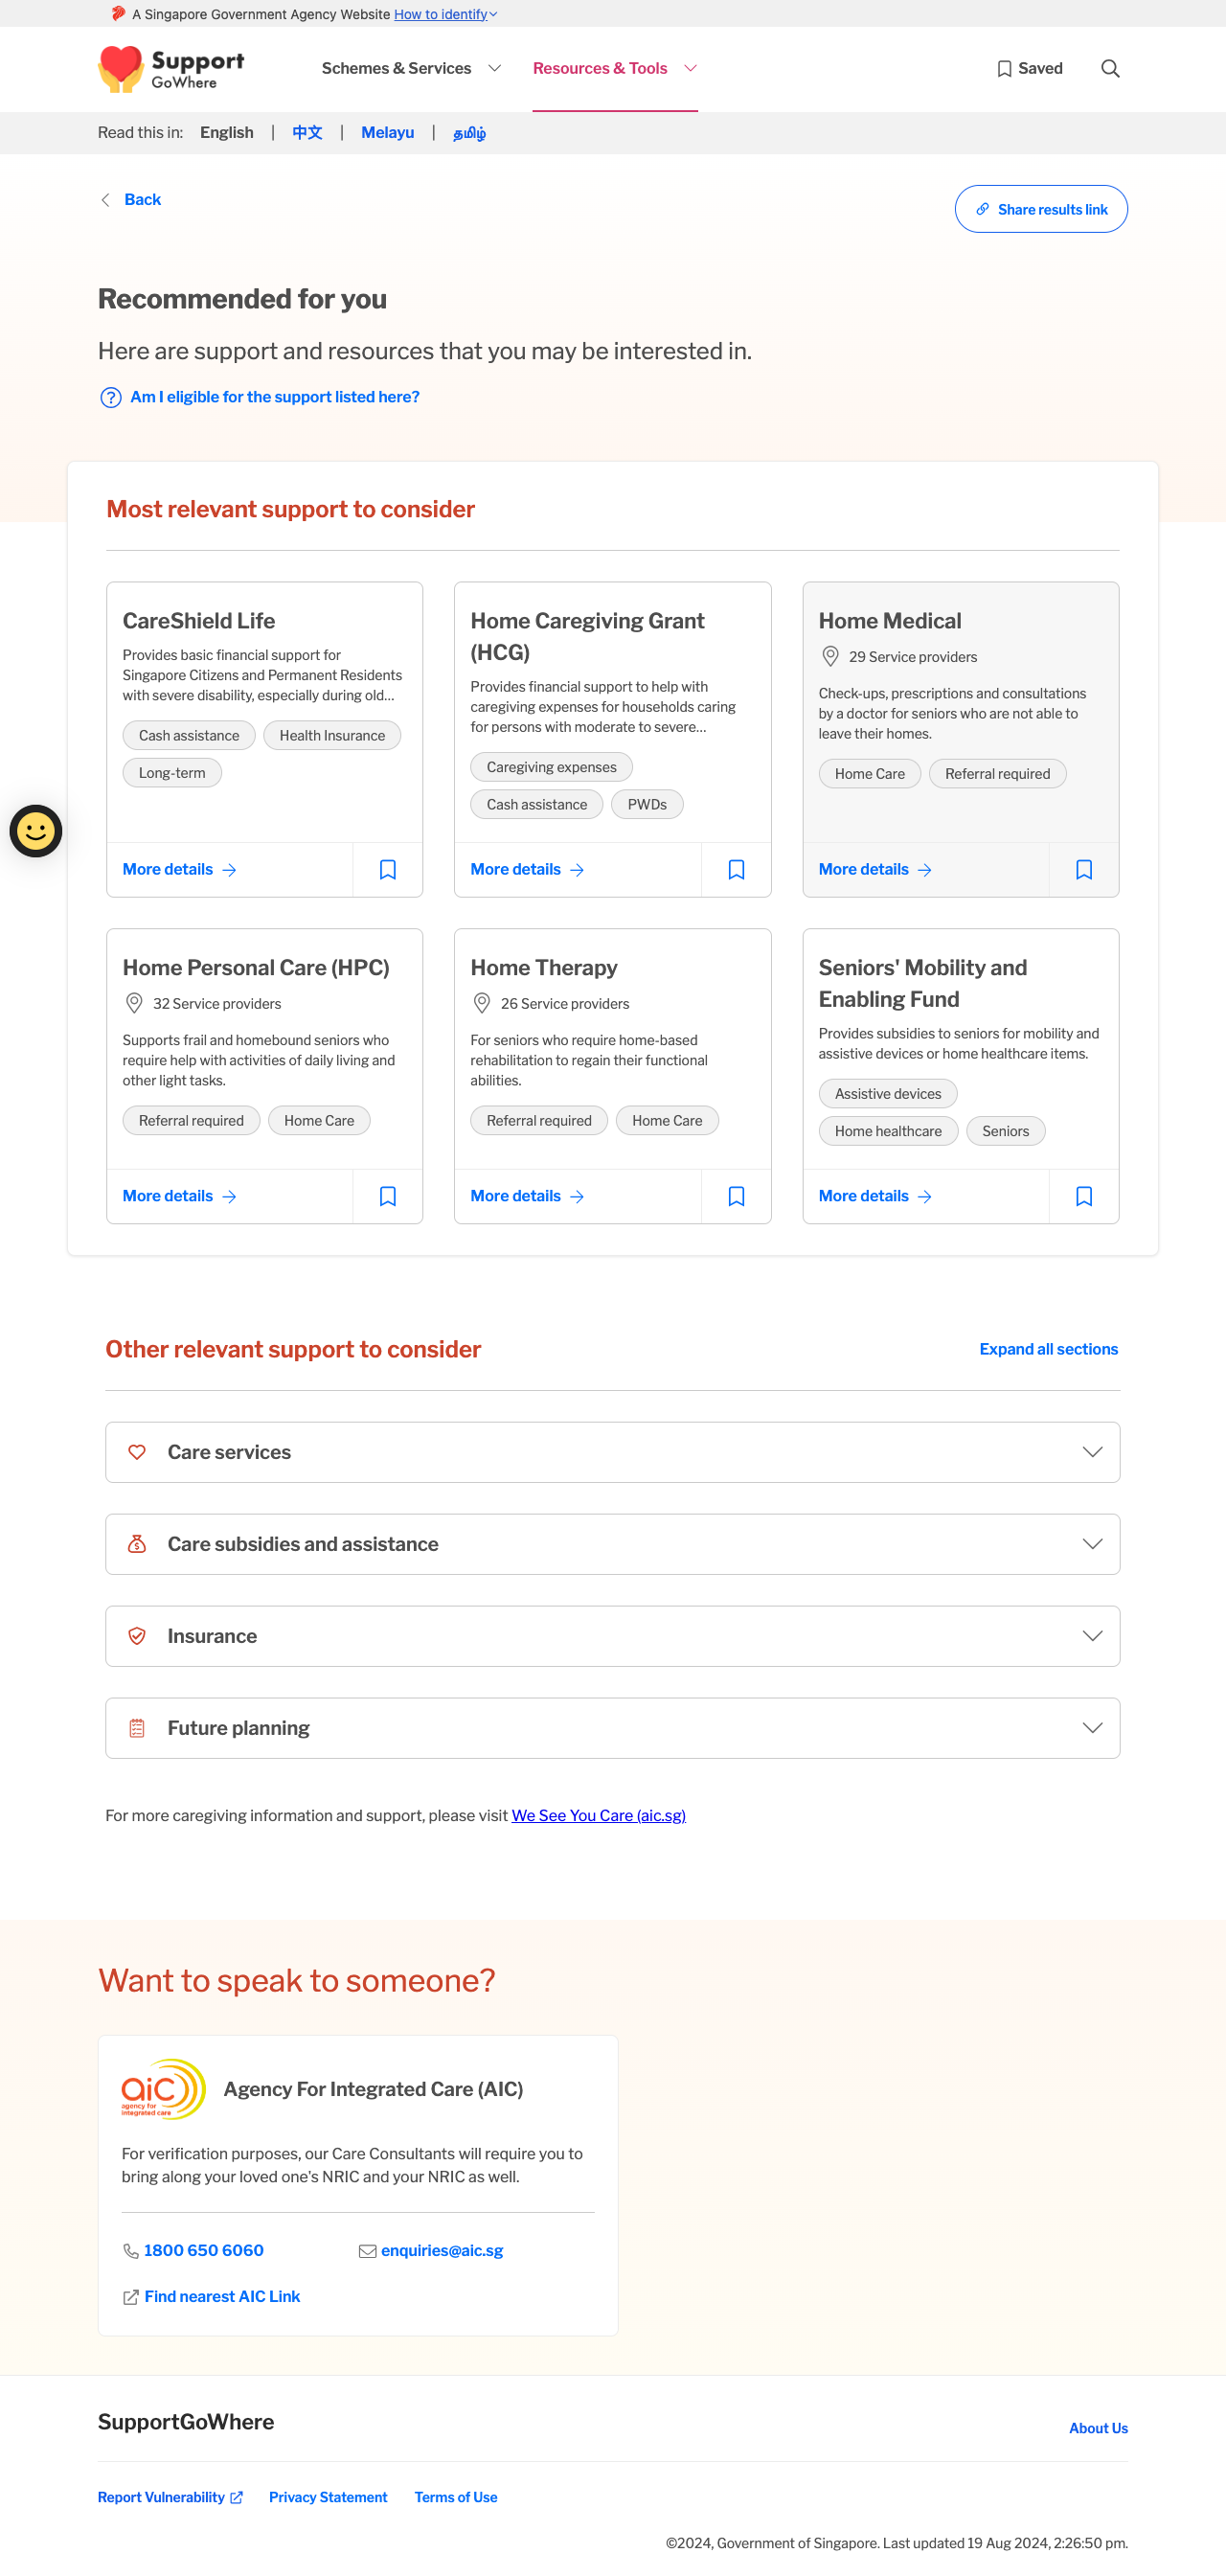 A Singapore Government Agency Website How to identify
Support
GoWhere
Schemes & Services
Resources & Tools
Saved
Read this in: English | 中文 | Melayu | தமிழ்
Back
Share results link
Recommended for you
Here are support and resources that you may be interested in.
Am I eligible for the support listed here?
Most relevant support to consider
CareShield Life
Provides basic financial support for
Singapore Citizens and Permanent Residents
with severe disability, especially during old...
Cash assistance
Health Insurance
Long-term
More details
Home Caregiving Grant
(HCG)
Provides financial support to help with
caregiving expenses for households caring
for persons with moderate to severe...
Caregiving expenses
Cash assistance
PWDs
More details
Home Medical
29 Service providers
Check-ups, prescriptions and consultations
by a doctor for seniors who are not able to
leave their homes.
Home Care
Referral required
More details
Home Personal Care (HPC)
32 Service providers
Supports frail and homebound seniors who
require help with activities of daily living and
other light tasks.
Referral required
Home Care
More details
Home Therapy
26 Service providers
For seniors who require home-based
rehabilitation to regain their functional
abilities.
Referral required
Home Care
More details
Seniors' Mobility and
Enabling Fund
Provides subsidies to seniors for mobility and
assistive devices or home healthcare items.
Assistive devices
Home healthcare
Seniors
More details
Other relevant support to consider
Expand all sections
Care services
Care subsidies and assistance
Insurance
Future planning
For more caregiving information and support, please visit We See You Care (aic.sg)
Want to speak to someone?
aic
agency for
integrated care
Agency For Integrated Care (AIC)
For verification purposes, our Care Consultants will require you to
bring along your loved one's NRIC and your NRIC as well.
1800 650 6060
enquiries@aic.sg
Find nearest AIC Link
SupportGoWhere
About Us
Report Vulnerability
Privacy Statement
Terms of Use
©2024, Government of Singapore. Last updated 19 Aug 2024, 2:26:50 pm.